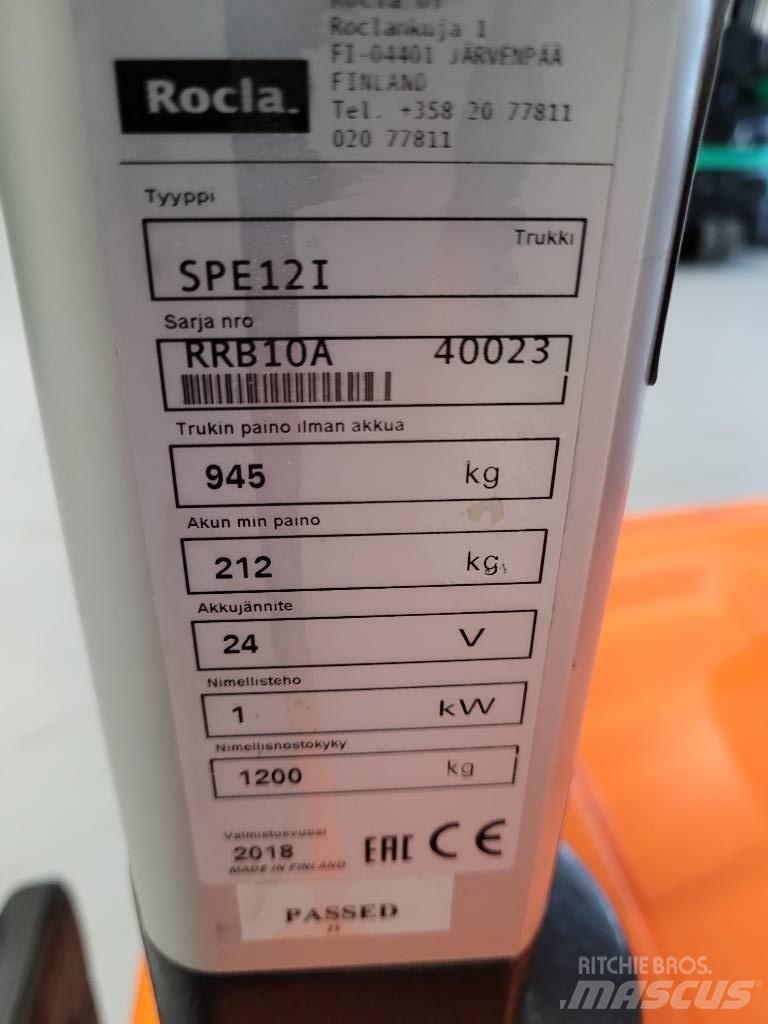 Rocla OY
Roclankuja 1
FI-04401 JÄRVENPÄÄ
FINLAND
Tel. +358 20 77811
020 77811
Rocla.
Tyyppi
Trukki
SPE12I
Sarja nro
RRB10A 40023
Trukin paino ilman akkua
945 kg
Akun min paino
212 kg
Akkujännite
24 V
Nimellisteho
1 kW
Nimellisnostokyky
1200 kg
Valmistusvuosi
2018
MADE IN FINLAND
EAC CE
PASSED
RITCHIE BROS.
MASCUS